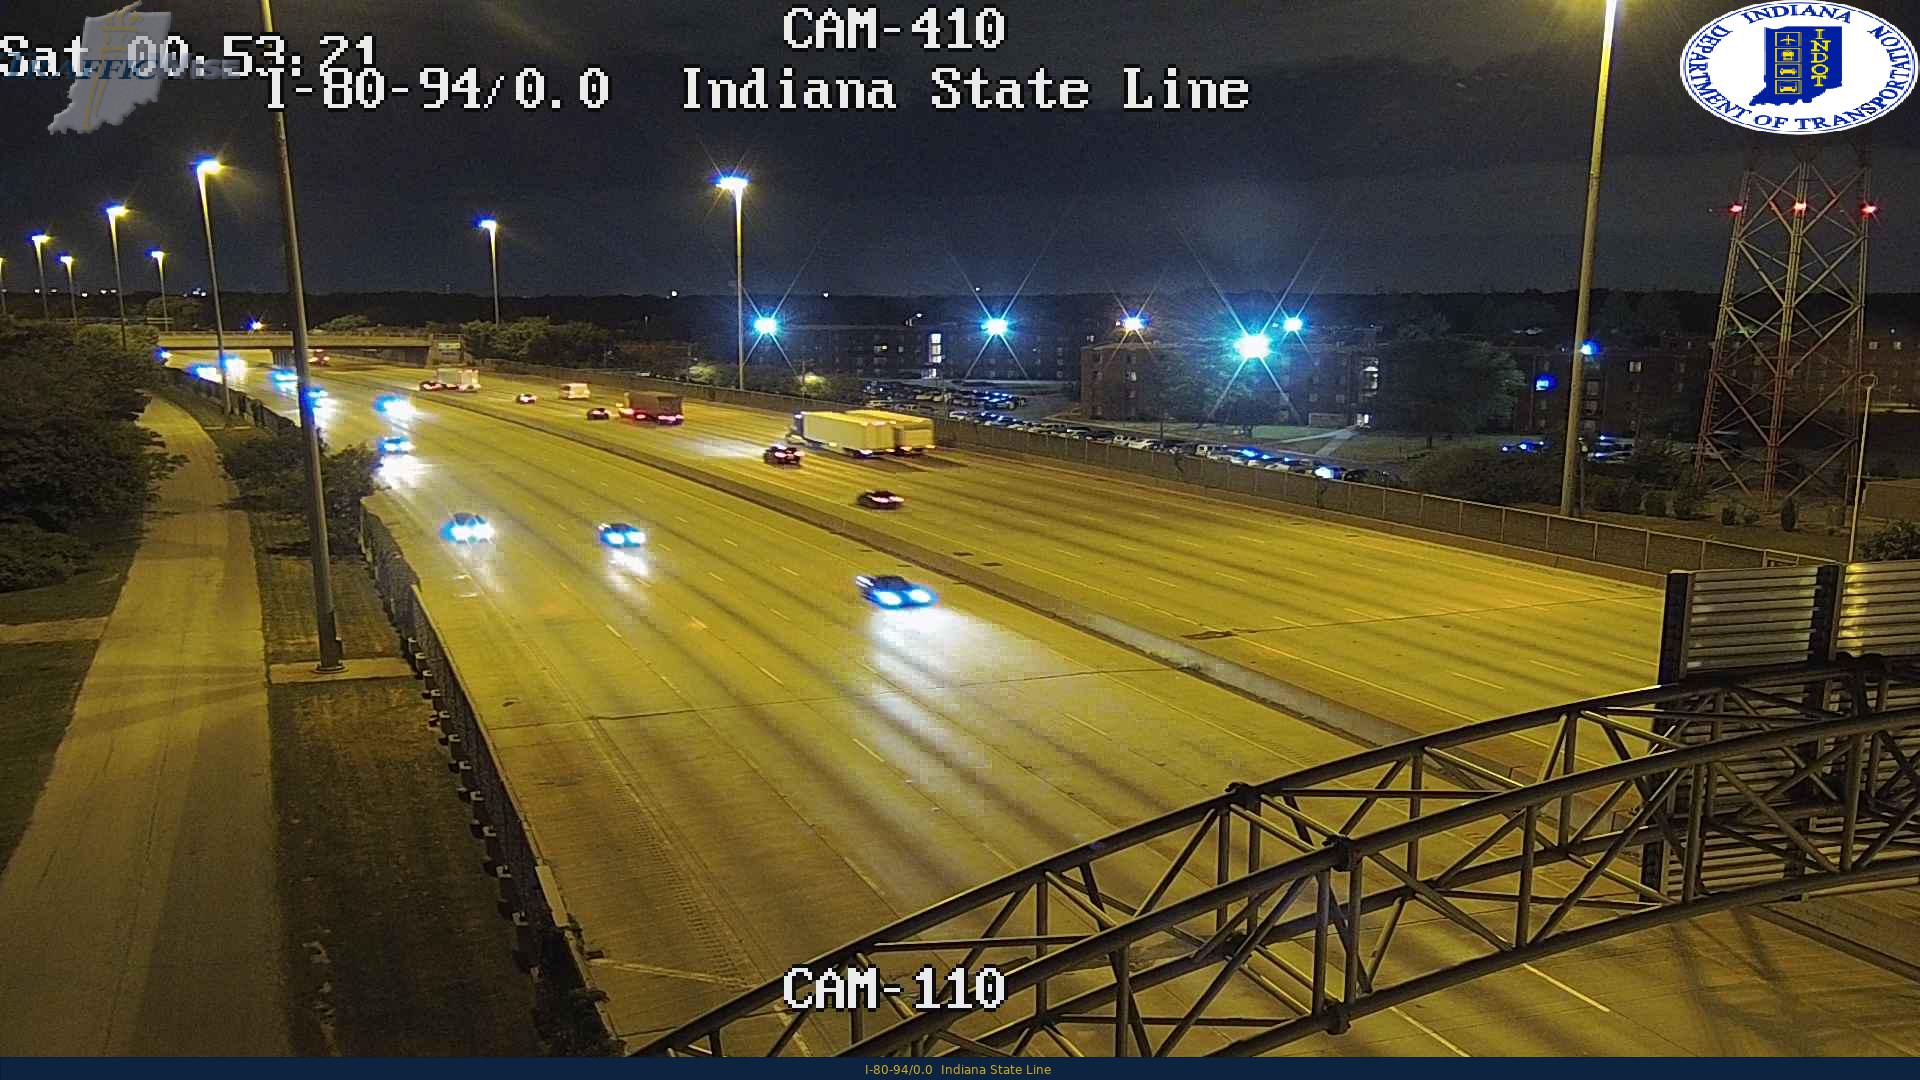 CAM-410
Sat 00:53:21
TRAFFICWISE
I-80-94/0.0 Indiana State Line
INDIANA DEPARTMENT OF TRANSPORTATION
INDOT
CAM-110
I-80-94/0.0 Indiana State Line